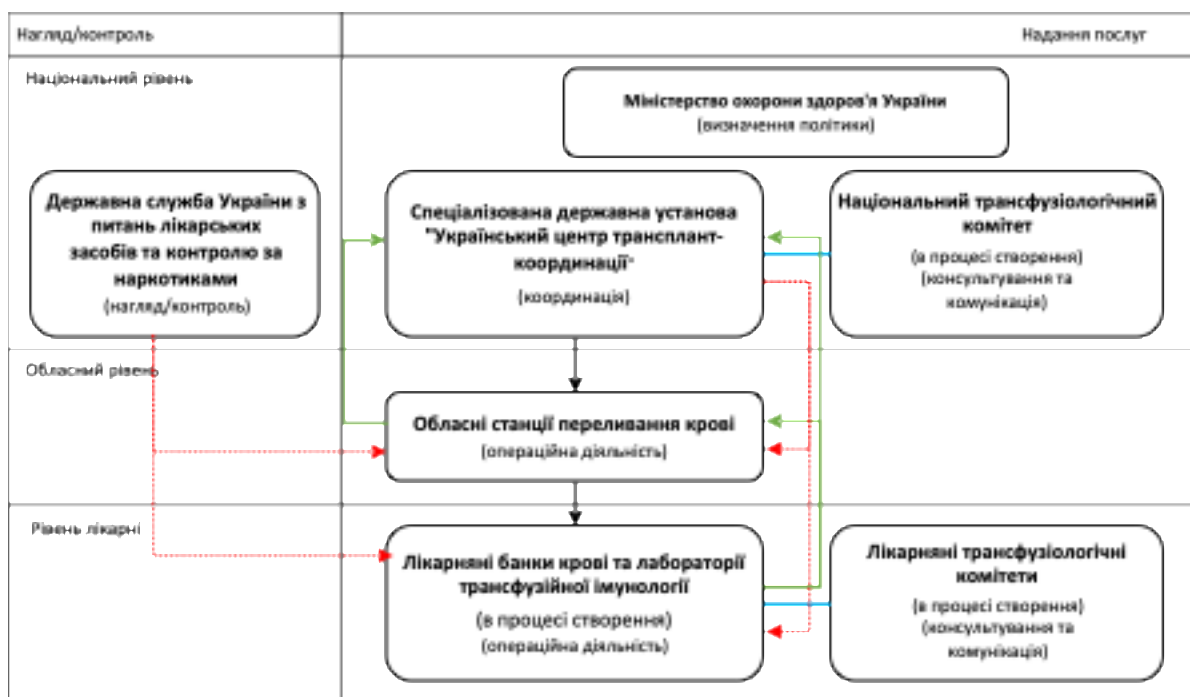 Нагляд/контроль
Надання послуг
Національний рівень
Міністерство охорони здоров'я України
(визначення політики)
Державна служба України з
питань лікарських
засобів та контролю за
наркотиками
(нагляд/контроль)
Спеціалізована державна установа
"Український центр трансплант-
координації"
(координація)
Національний трансфузіологічний
комітет
(в процесі створення)
(консультування та
комунікація)
Обласний рівень
Обласні станції переливання крові
(операційна діяльність)
Рівень лікарні
Лікарняні банки крові та лабораторії
трансфузійної імунології
(в процесі створення)
(операційна діяльність)
Лікарняні трансфузіологічні
комітети
(в процесі створення)
(консультування та
комунікація)